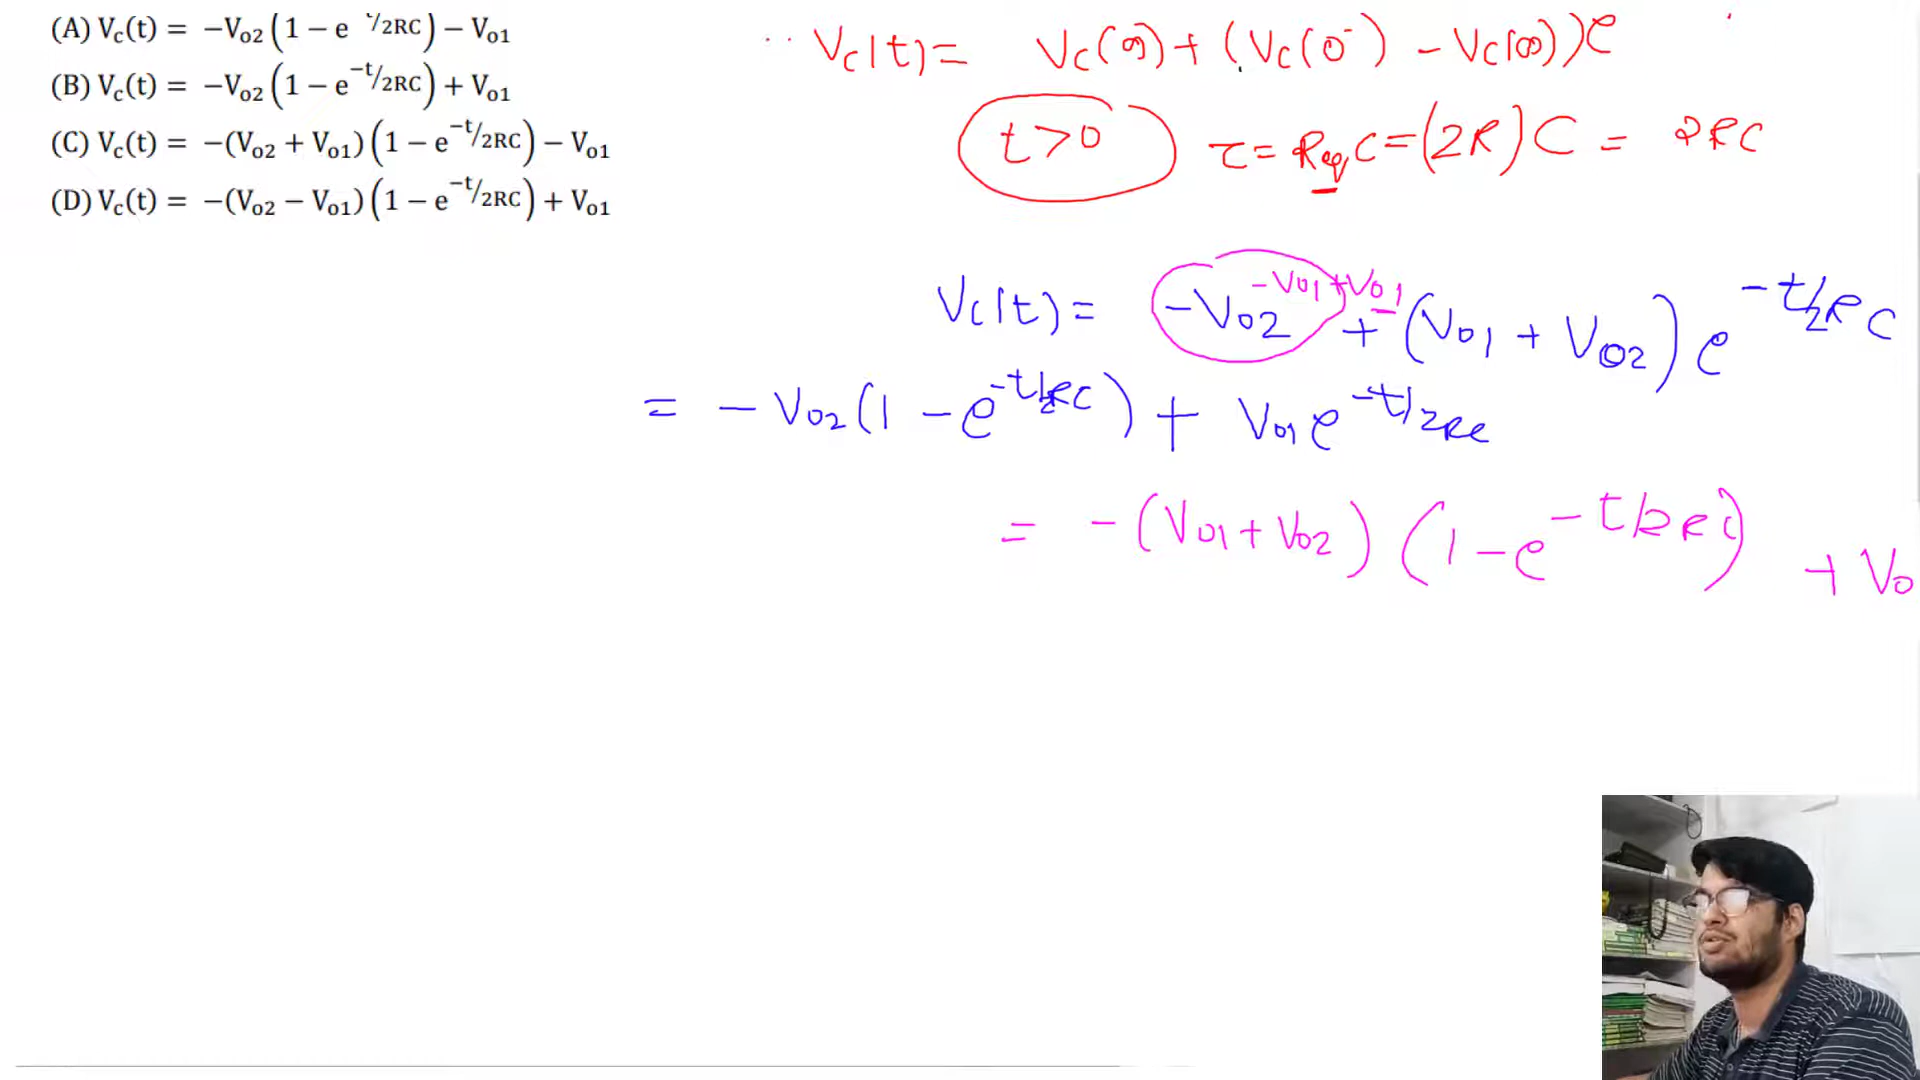 (A) Vc(t) = −Vo2 (1 − e t/2RC) − Vo1
(B) Vc(t) = −Vo2 (1 − e^−t/2RC) + Vo1
(C) Vc(t) = −(Vo2 + Vo1) (1 − e^−t/2RC) − Vo1
(D) Vc(t) = −(Vo2 − Vo1) (1 − e^−t/2RC) + Vo1
Vc(t) = Vc(∞) + (Vc(0⁻) − Vc(∞)) e
t > 0
τ = Req C = (2R) C = 2RC
−Vo1 + Vo1
Vc(t) = −Vo2 + (Vo1 + Vo2) e^−t/2RC
= −Vo2 (1 − e^−t/2RC) + Vo1 e^−t/2RC
= −(Vo1 + Vo2) (1 − e^−t/2RC) + Vo